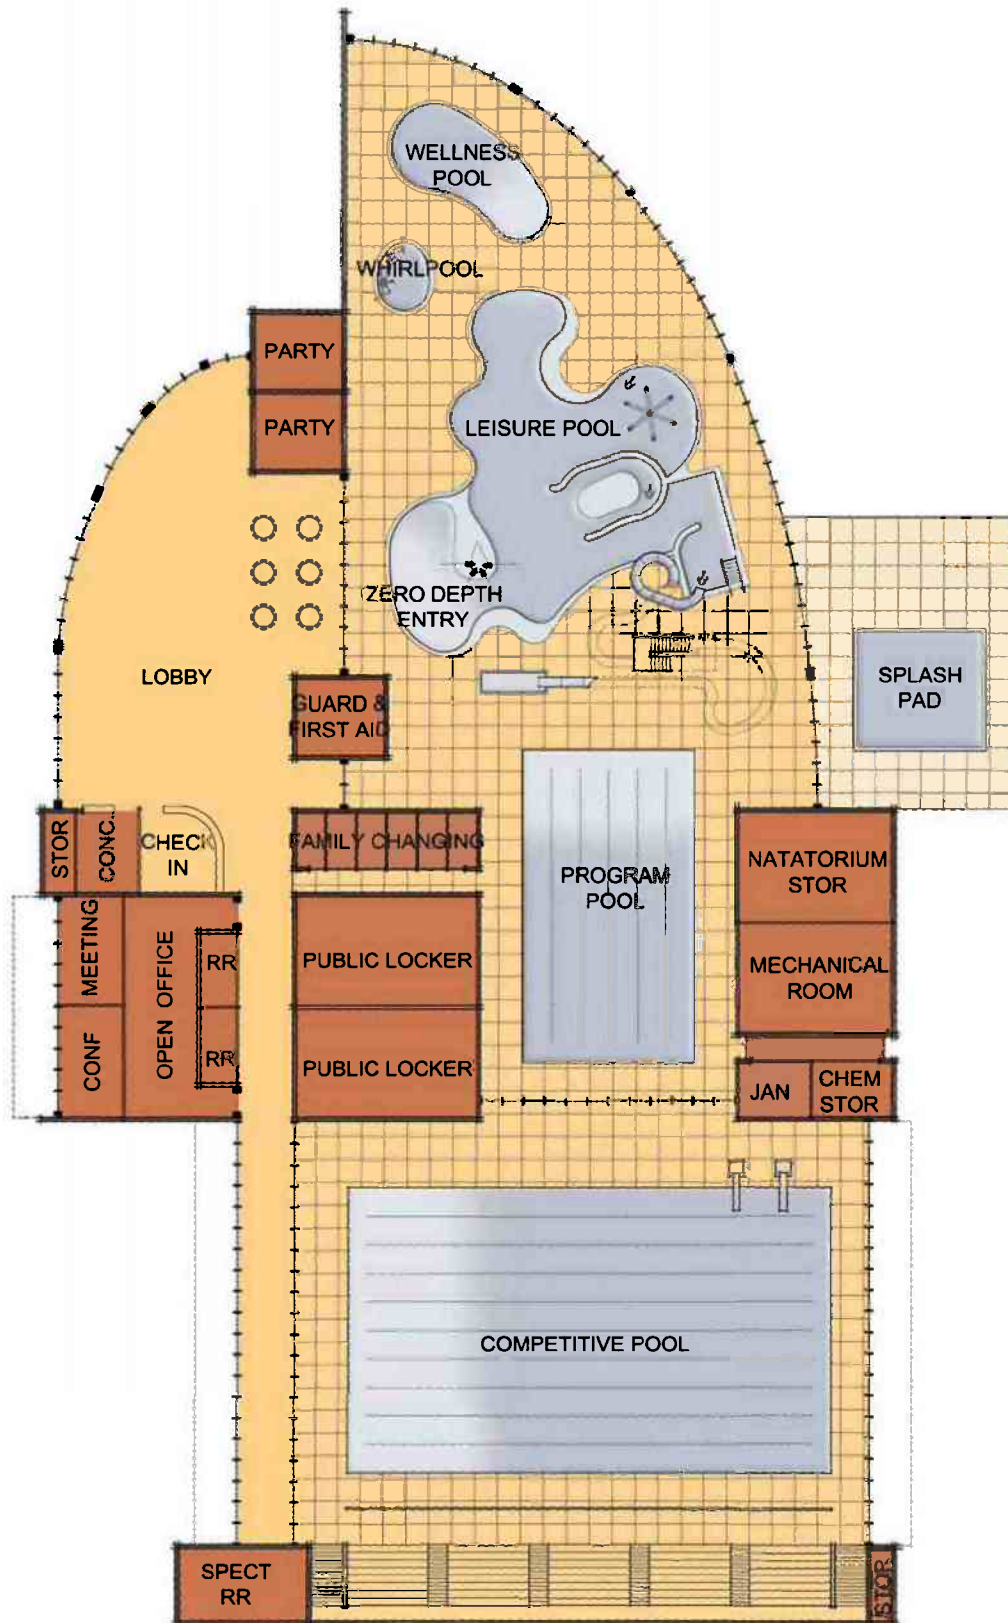 WELLNESS
POOL
WHIRLPOOL
PARTY
PARTY
LEISURE POOL
ZERO DEPTH
ENTRY
LOBBY
SPLASH
PAD
GUARD &
FIRST AID
STOR
CONC.
CHECK
IN
FAMILY CHANGING
PROGRAM
POOL
NATATORIUM
STOR
MEETING
OPEN OFFICE
RR
PUBLIC LOCKER
MECHANICAL
ROOM
CONF
RR
PUBLIC LOCKER
JAN
CHEM
STOR
COMPETITIVE POOL
SPECT
RR
STOR